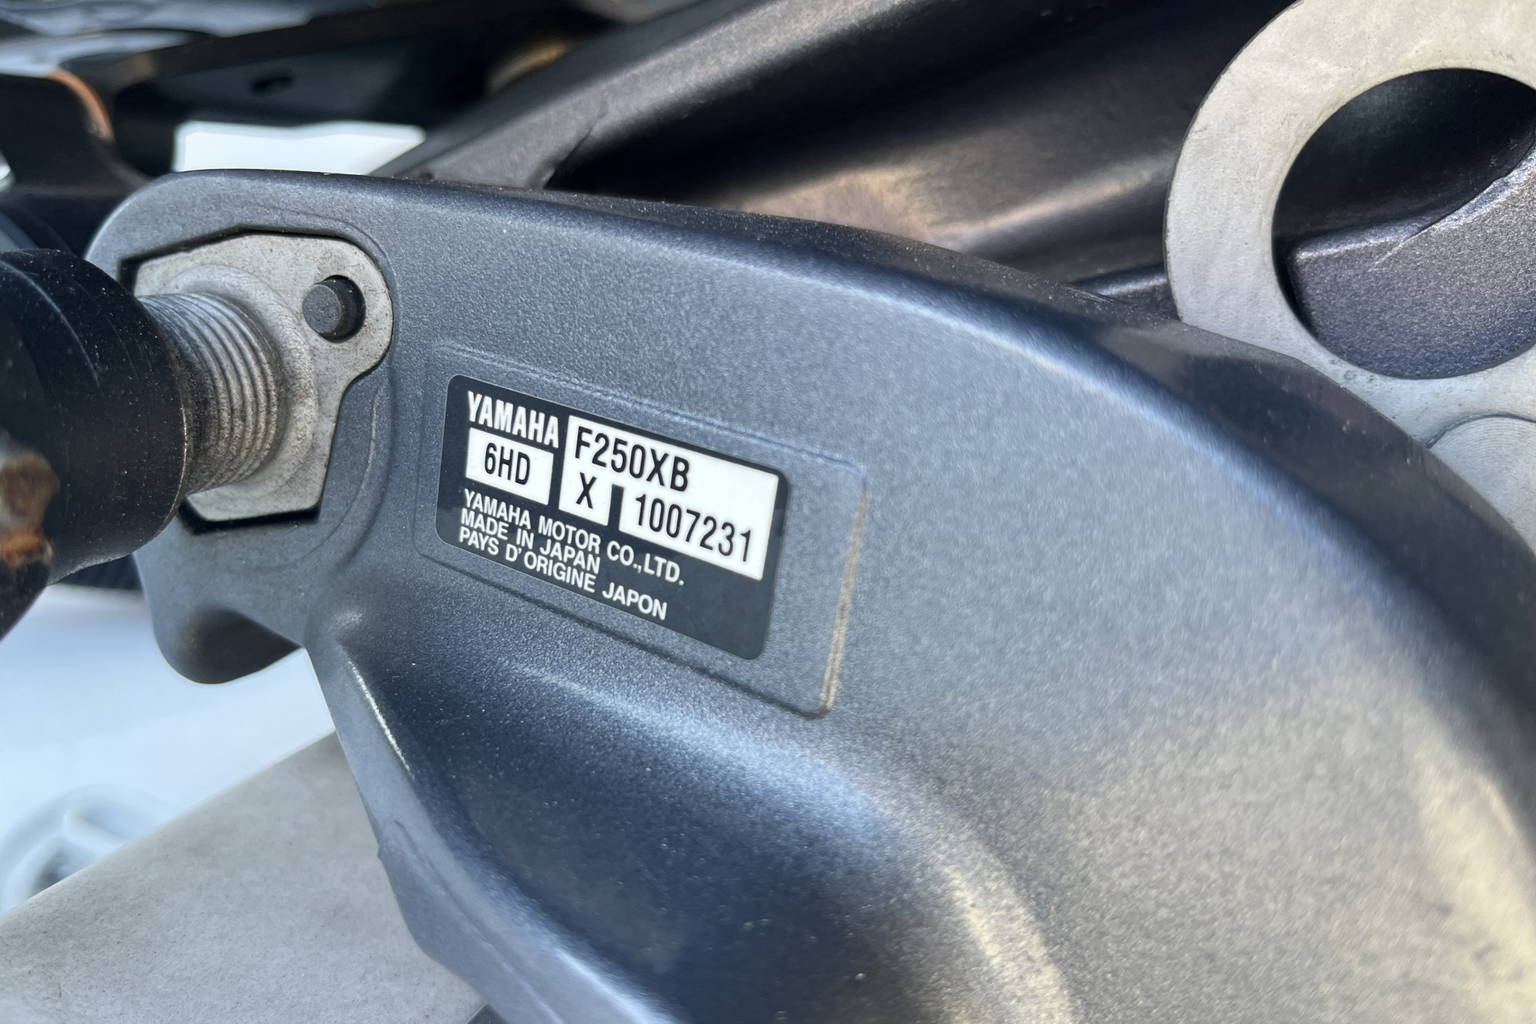 YAMAHA
F250XB
6HD
X 1007231
YAMAHA MOTOR CO.,LTD.
MADE IN JAPAN
PAYS D'ORIGINE JAPON